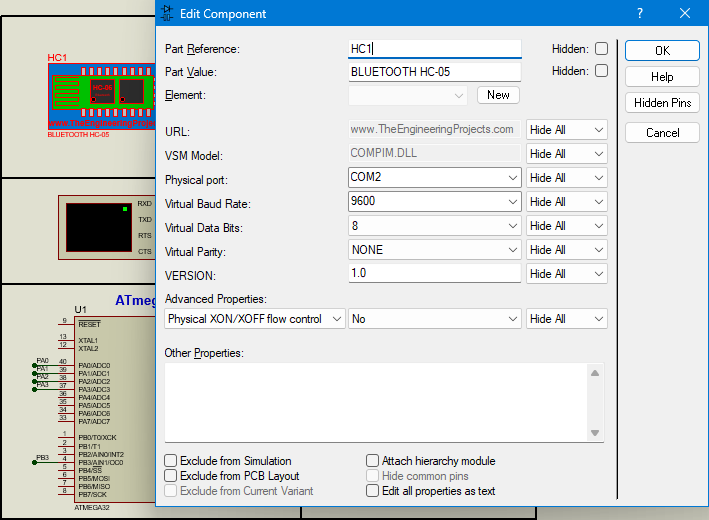 Edit Component
? ×
HC1
HC-05
www.TheEngineeringProje
BLUETOOTH HC-05
RXD
TXD
RTS
CTS
ATmeg
U1
9 RESET
13 XTAL1
12 XTAL2
PA0 40 PA0/ADC0
PA1 39 PA1/ADC1
PA2 38 PA2/ADC2
PA3 37 PA3/ADC3
36 PA4/ADC4
35 PA5/ADC5
34 PA6/ADC6
33 PA7/ADC7
1 PB0/T0/XCK
2 PB1/T1
3 PB2/AIN0/INT2
PB3 4 PB3/AIN1/OC0
5 PB4/SS
6 PB5/MOSI
7 PB6/MISO
8 PB7/SCK
ATMEGA32
Part Reference: HC1 Hidden:
Part Value: BLUETOOTH HC-05 Hidden:
Element: New
URL: www.TheEngineeringProjects.com Hide All
VSM Model: COMPIM.DLL Hide All
Physical port: COM2 Hide All
Virtual Baud Rate: 9600 Hide All
Virtual Data Bits: 8 Hide All
Virtual Parity: NONE Hide All
VERSION: 1.0 Hide All
Advanced Properties:
Physical XON/XOFF flow control No Hide All
Other Properties:
Exclude from Simulation Attach hierarchy module
Exclude from PCB Layout Hide common pins
Exclude from Current Variant Edit all properties as text
OK
Help
Hidden Pins
Cancel